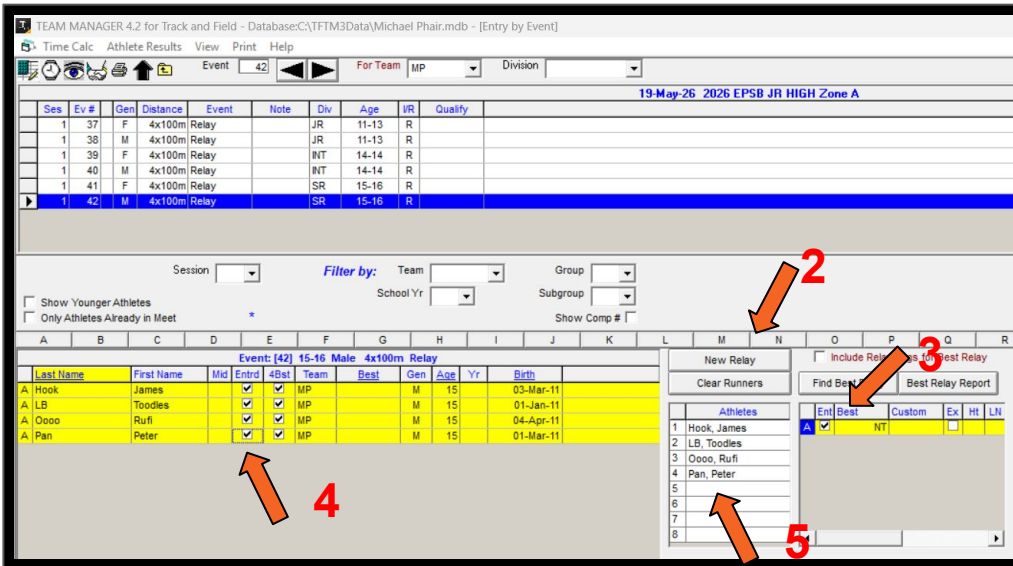 TEAM MANAGER 4.2 for Track and Field - Database:C:\TFTM3Data\Michael Phair.mdb - [Entry by Event]
Time Calc Athlete Results View Print Help
Event 42 For Team MP Division
19-May-26 2026 EPSB JR HIGH Zone A
Ses Ev # Gen Distance Event Note Div Age I/R Qualify
1 37 F 4x100m Relay JR 11-13 R
1 38 M 4x100m Relay JR 11-13 R
1 39 F 4x100m Relay INT 14-14 R
1 40 M 4x100m Relay INT 14-14 R
1 41 F 4x100m Relay SR 15-16 R
1 42 M 4x100m Relay SR 15-16 R
2
Session Filter by: Team Group
School Yr Subgroup
Show Younger Athletes
Only Athletes Already in Meet * Show Comp #
A B C D E F G H I J K L M N O P Q R
Event: [42] 15-16 Male 4x100m Relay
New Relay Include Relay for Best Relay
3
Clear Runners Find Best Best Relay Report
Last Name First Name Mid Entrd 4Bst Team Best Gen Age Yr Birth
A Hook James MP M 15 03-Mar-11
A LB Toodles MP M 15 01-Jan-11
A Oooo Rufi MP M 15 04-Apr-11
A Pan Peter MP M 15 01-Mar-11
Athletes
1 Hook, James
2 LB, Toodles
3 Oooo, Rufi
4 Pan, Peter
5
6
7
8
Ent Best Custom Ex Ht LN
A NT
4
5